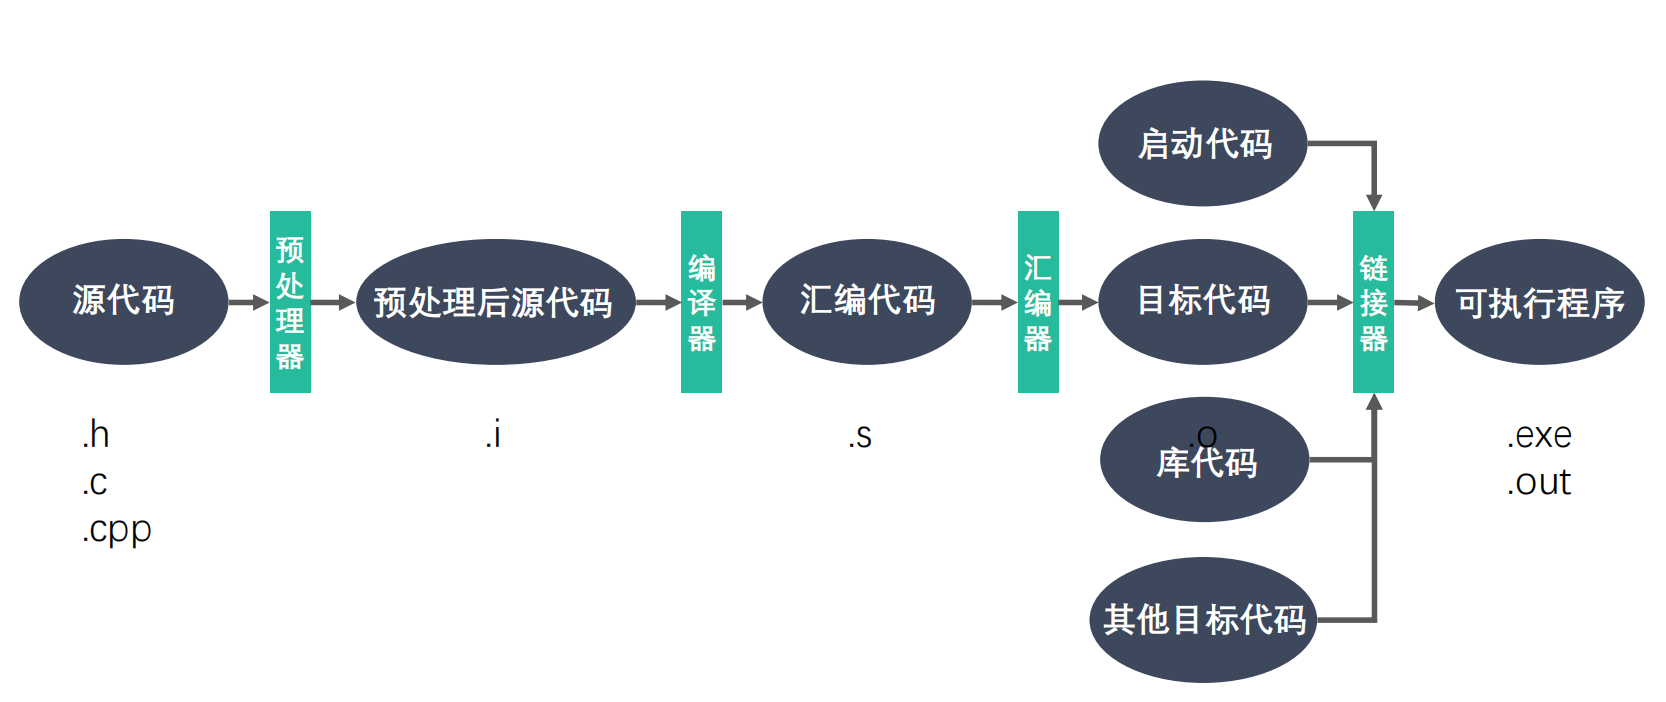 启动代码
源代码
预处理器
预处理后源代码
编译器
汇编代码
汇编器
目标代码
链接器
可执行程序
.h
.c
.cpp
.i
.s
.o
库代码
.exe
.out
其他目标代码